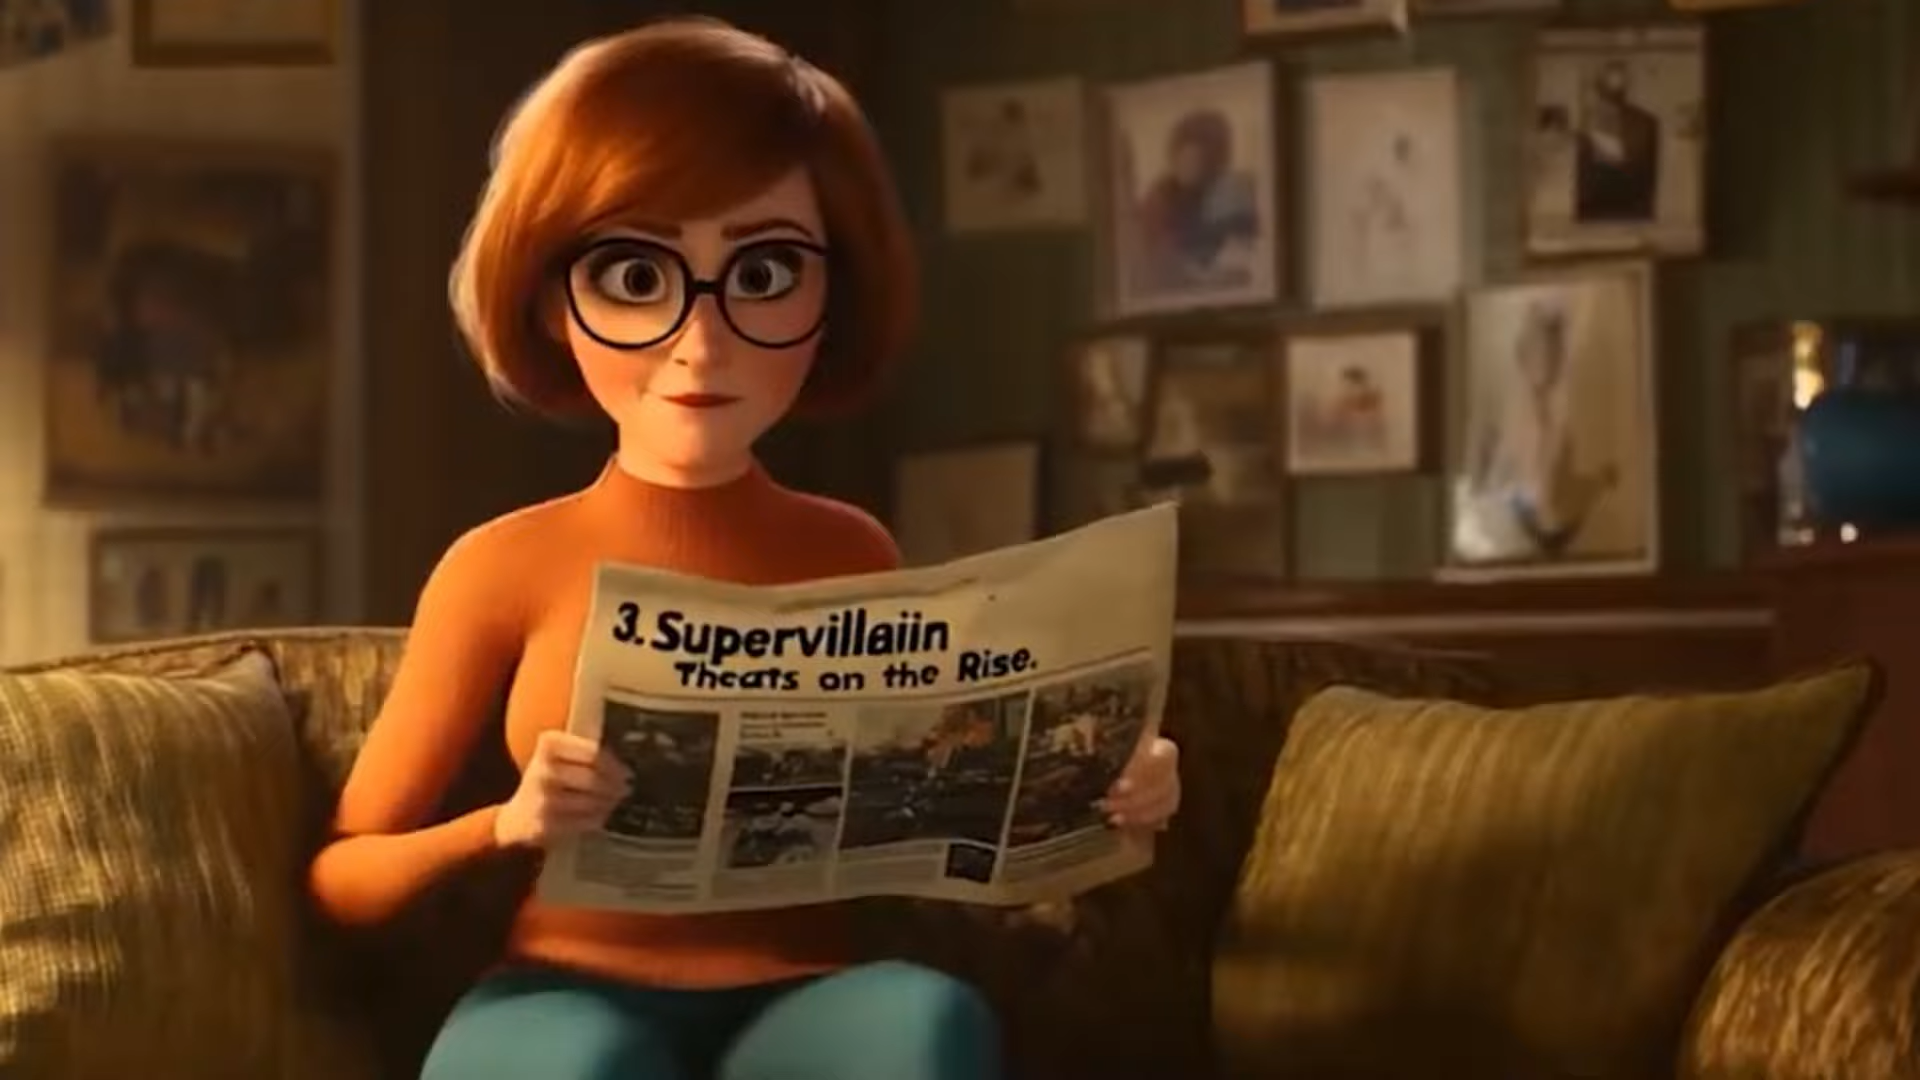 3. Supervillaiin
Theats on the Rise.